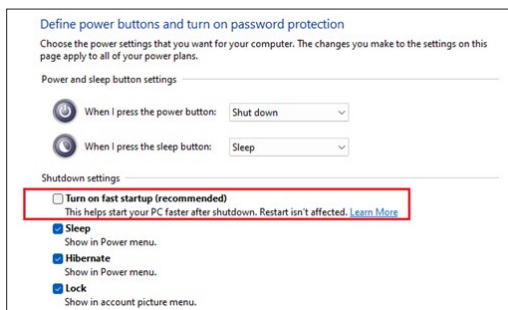 Define power buttons and turn on password protection
Choose the power settings that you want for your computer. The changes you make to the settings on this
page apply to all of your power plans.
Power and sleep button settings
When I press the power button: Shut down
When I press the sleep button: Sleep
Shutdown settings
Turn on fast startup (recommended)
This helps start your PC faster after shutdown. Restart isn't affected. Learn More
Sleep
Show in Power menu.
Hibernate
Show in Power menu.
Lock
Show in account picture menu.